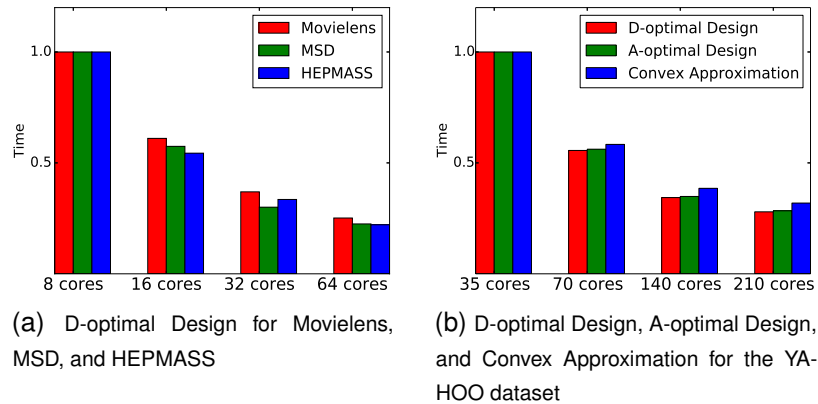 Movielens
MSD
HEPMASS
1.0
Time
0.5
8 cores 16 cores 32 cores 64 cores
(a) D-optimal Design for Movielens,
MSD, and HEPMASS
D-optimal Design
A-optimal Design
Convex Approximation
1.0
Time
0.5
35 cores 70 cores 140 cores 210 cores
(b) D-optimal Design, A-optimal Design,
and Convex Approximation for the YA-
HOO dataset